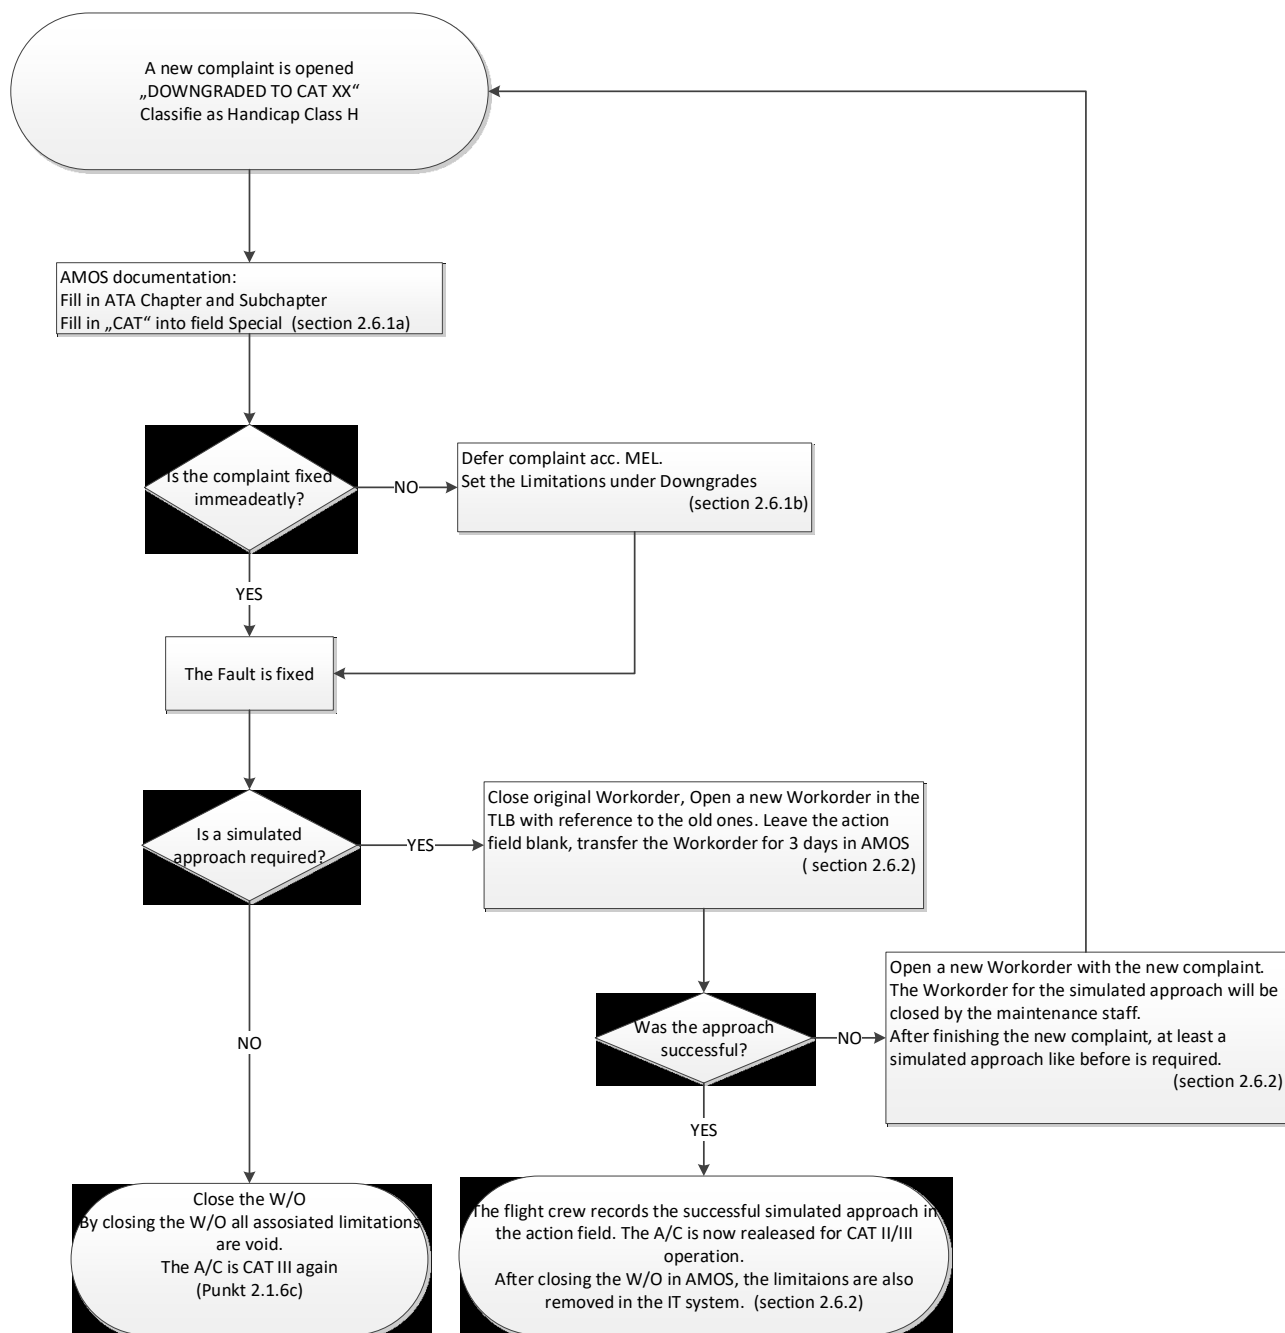 A new complaint is opened
„DOWNGRADED TO CAT XX“
Classifie as Handicap Class H
AMOS documentation:
Fill in ATA Chapter and Subchapter
Fill in „CAT“ into field Special (section 2.6.1a)
Is the complaint fixed
immeadeatly?
NO
Defer complaint acc. MEL.
Set the Limitations under Downgrades
(section 2.6.1b)
YES
The Fault is fixed
Is a simulated
approach required?
YES
Close original Workorder, Open a new Workorder in the
TLB with reference to the old ones. Leave the action
field blank, transfer the Workorder for 3 days in AMOS
( section 2.6.2)
NO
Was the approach
successful?
NO
Open a new Workorder with the new complaint.
The Workorder for the simulated approach will be
closed by the maintenance staff.
After finishing the new complaint, at least a
simulated approach like before is required.
(section 2.6.2)
YES
Close the W/O
By closing the W/O all assosiated limitations
are void.
The A/C is CAT III again
(Punkt 2.1.6c)
The flight crew records the successful simulated approach in
the action field. The A/C is now realeased for CAT II/III
operation.
After closing the W/O in AMOS, the limitaions are also
removed in the IT system. (section 2.6.2)